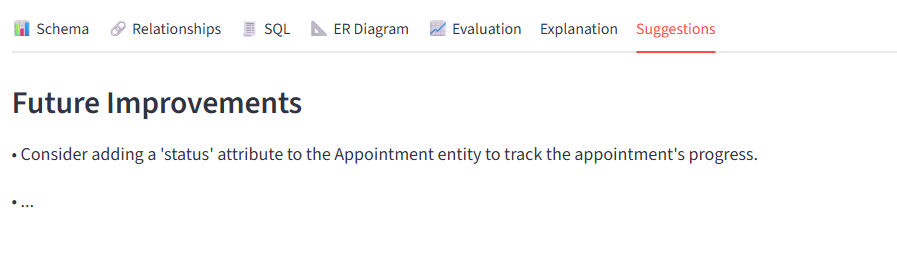 Schema Relationships SQL ER Diagram Evaluation Explanation Suggestions
Future Improvements
• Consider adding a 'status' attribute to the Appointment entity to track the appointment's progress.
• ...